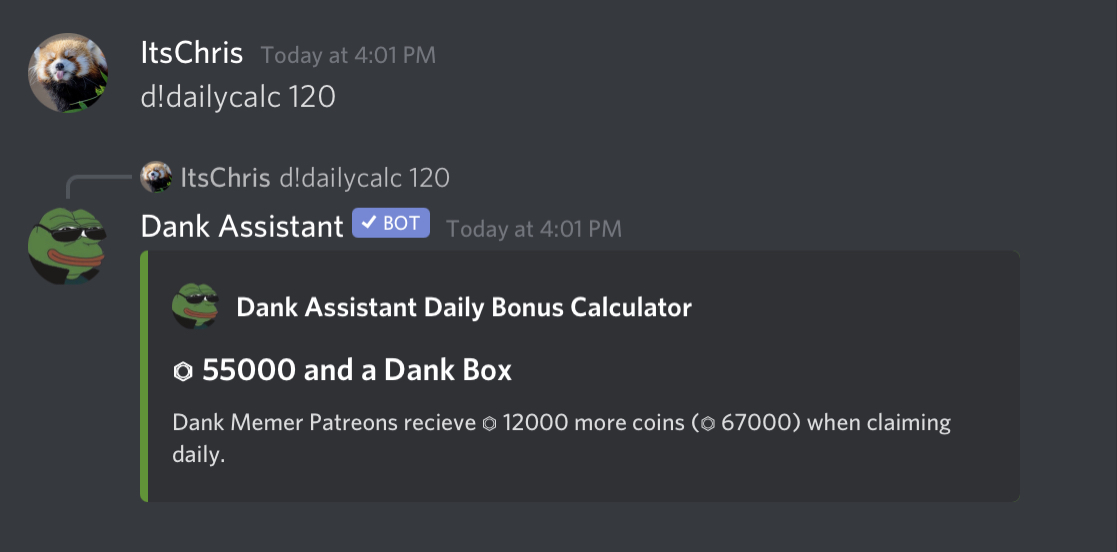 ItsChris Today at 4:01 PM
d!dailycalc 120
ItsChris d!dailycalc 120
Dank Assistant ✓ BOT Today at 4:01 PM
Dank Assistant Daily Bonus Calculator
⏣ 55000 and a Dank Box
Dank Memer Patreons recieve ⏣ 12000 more coins (⏣ 67000) when claiming
daily.